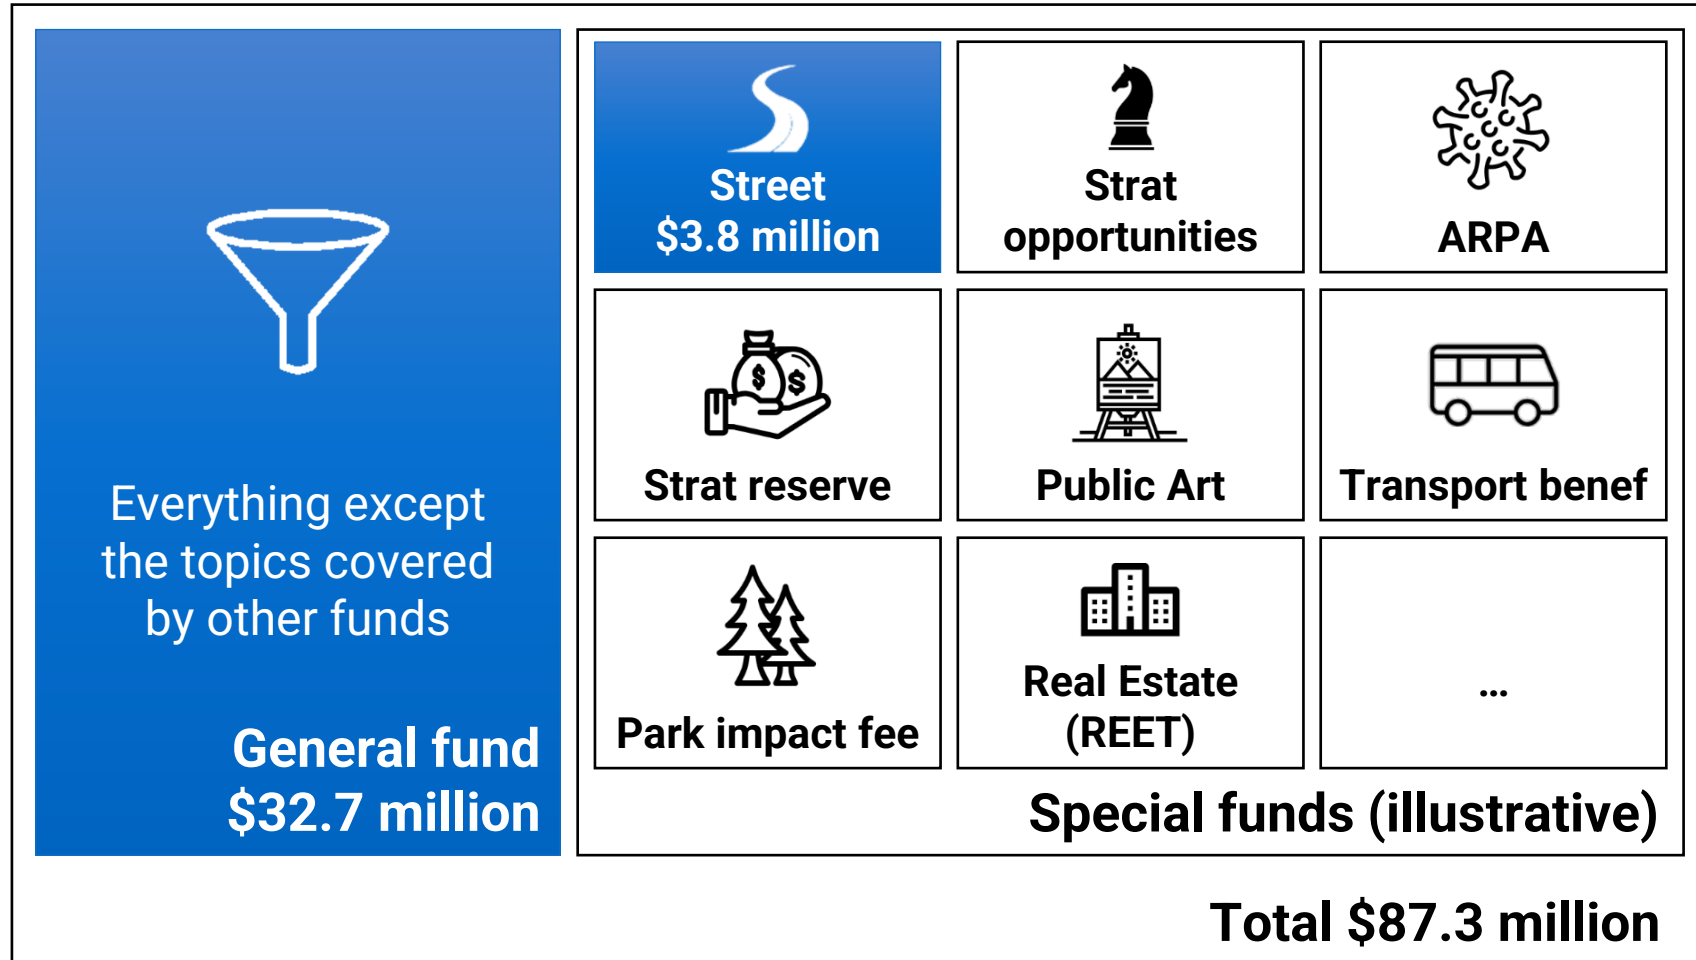 Everything except
the topics covered
by other funds
General fund
$32.7 million
Street
$3.8 million
Strat
opportunities
ARPA
$
$
Strat reserve
Public Art
Transport benef
Park impact fee
Real Estate
(REET)
...
Special funds (illustrative)
Total $87.3 million